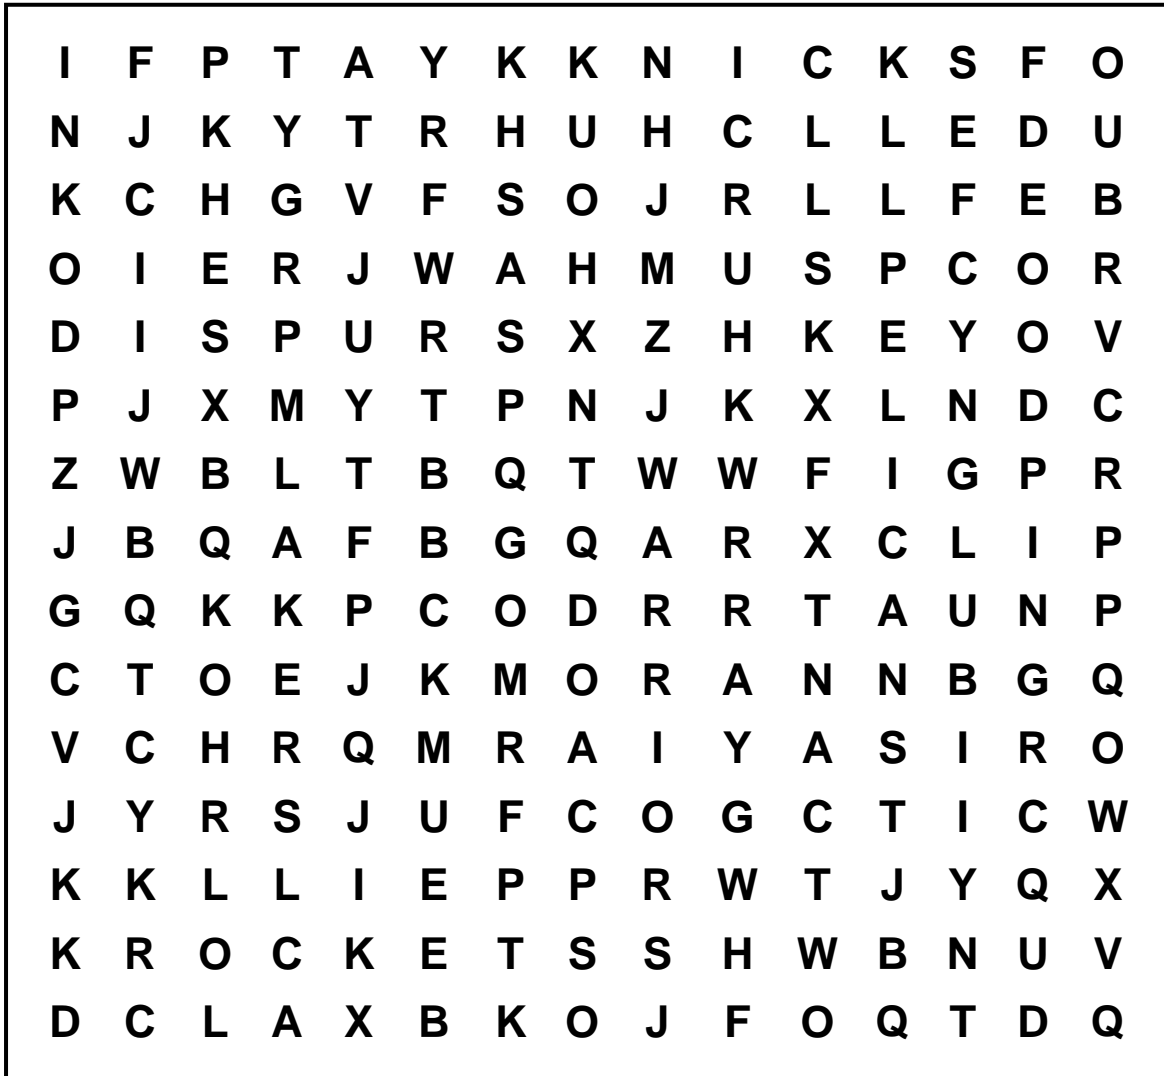 I F P T A Y K K N I C K S F O
N J K Y T R H U H C L L E D U
K C H G V F S O J R L L F E B
O I E R J W A H M U S P C O R
D I S P U R S X Z H K E Y O V
P J X M Y T P N J K X L N D C
Z W B L T B Q T W W F I G P R
J B Q A F B G Q A R X C L I P
G Q K K P C O D R R T A U N P
C T O E J K M O R A N N B G Q
V C H R Q M R A I Y A S I R O
J Y R S J U F C O G C T I C W
K K L L I E P P R W T J Y Q X
K R O C K E T S S H W B N U V
D C L A X B K O J F O Q T D Q